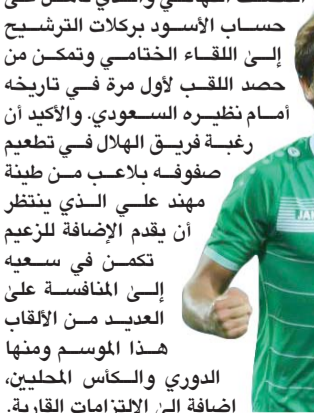 حساب الأسود بركلات الترشيح
إلى اللقاء الختامي وتمكن من
حصد اللقب لأول مرة في تاريخه
أمام نظيره السعودي. والأكيد أن
رغبة فريق الهلال في تطعيم
صفوفه بلاعب من طينة
مهند علي الذي ينتظر
أن يقدم الإضافة للزعيم
تكمن في سعيه
إلى المنافسة على
العديد من الألقاب
هذا الموسم ومنها
الدوري والكأس المحليين،
إضافة إلى الالتزامات القارية.